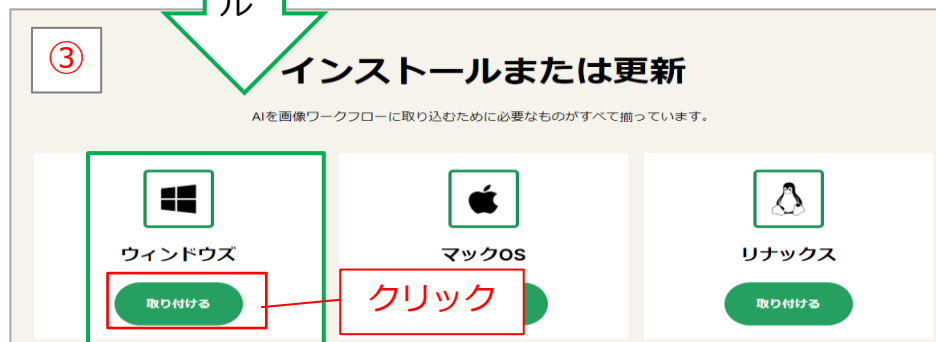 ル
③
インストールまたは更新
AIを画像ワークフローに取り込むために必要なものがすべて揃っています。
ウィンドウズ
マックOS
リナックス
取り付ける
クリック
取り付ける